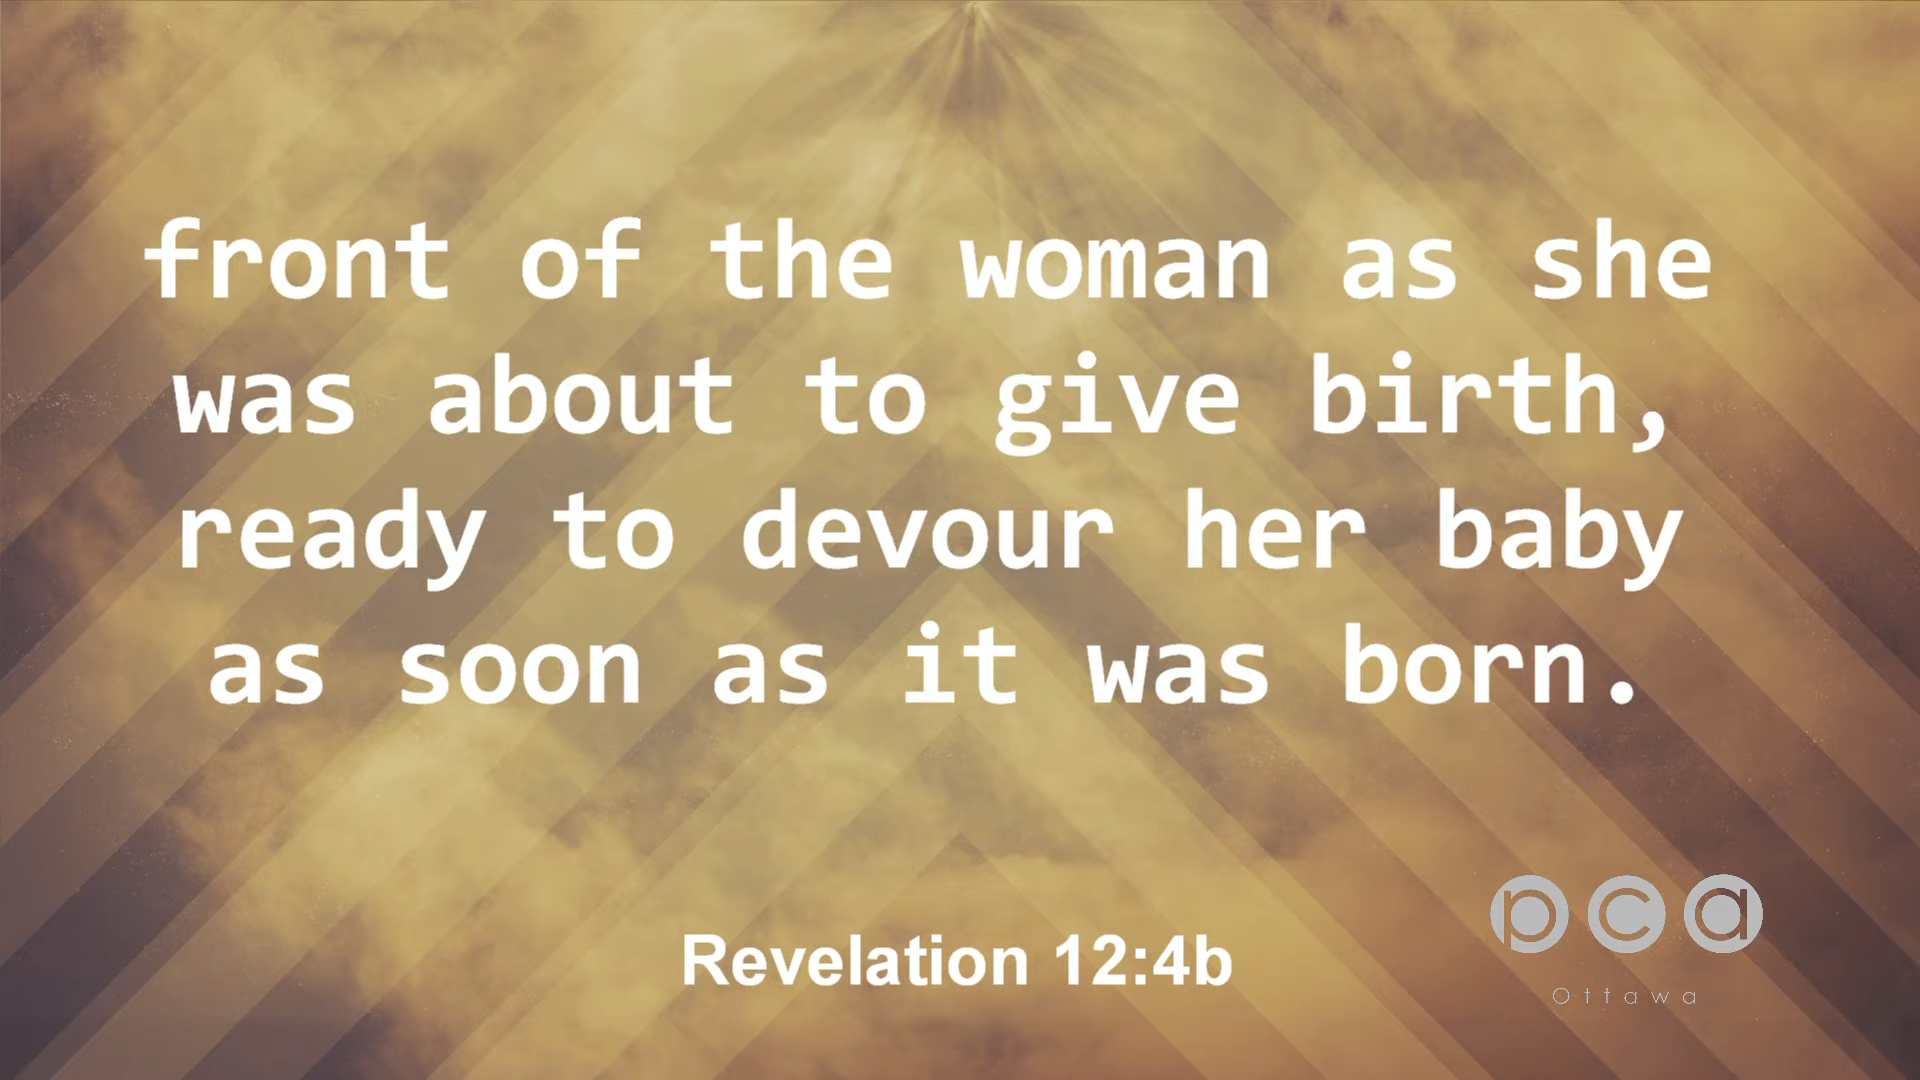 front of the woman as she
was about to give birth,
ready to devour her baby
as soon as it was born.
Revelation 12:4b
pca
Ottawa